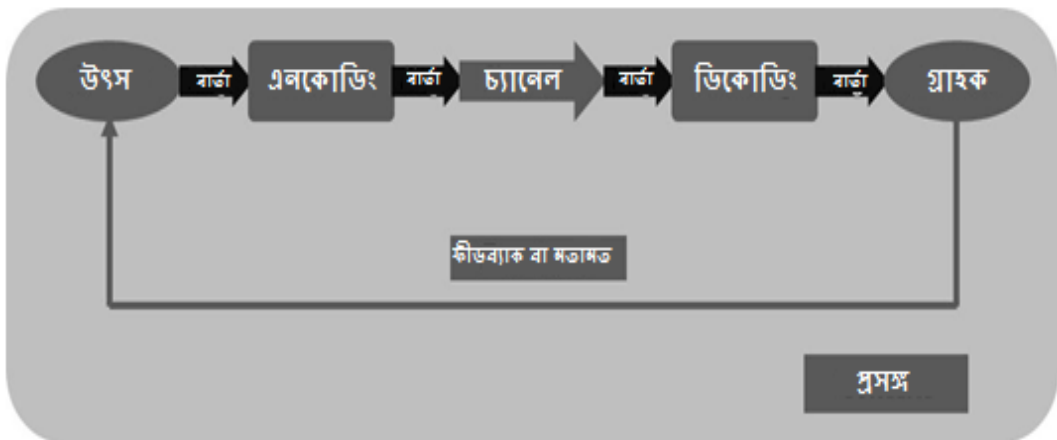 উৎস
বার্তা
এনকোডিং
বার্তা
চ্যানেল
বার্তা
ডিকোডিং
বার্তা
গ্রাহক
ফীডব্যাক বা মতামত
প্রসঙ্গ